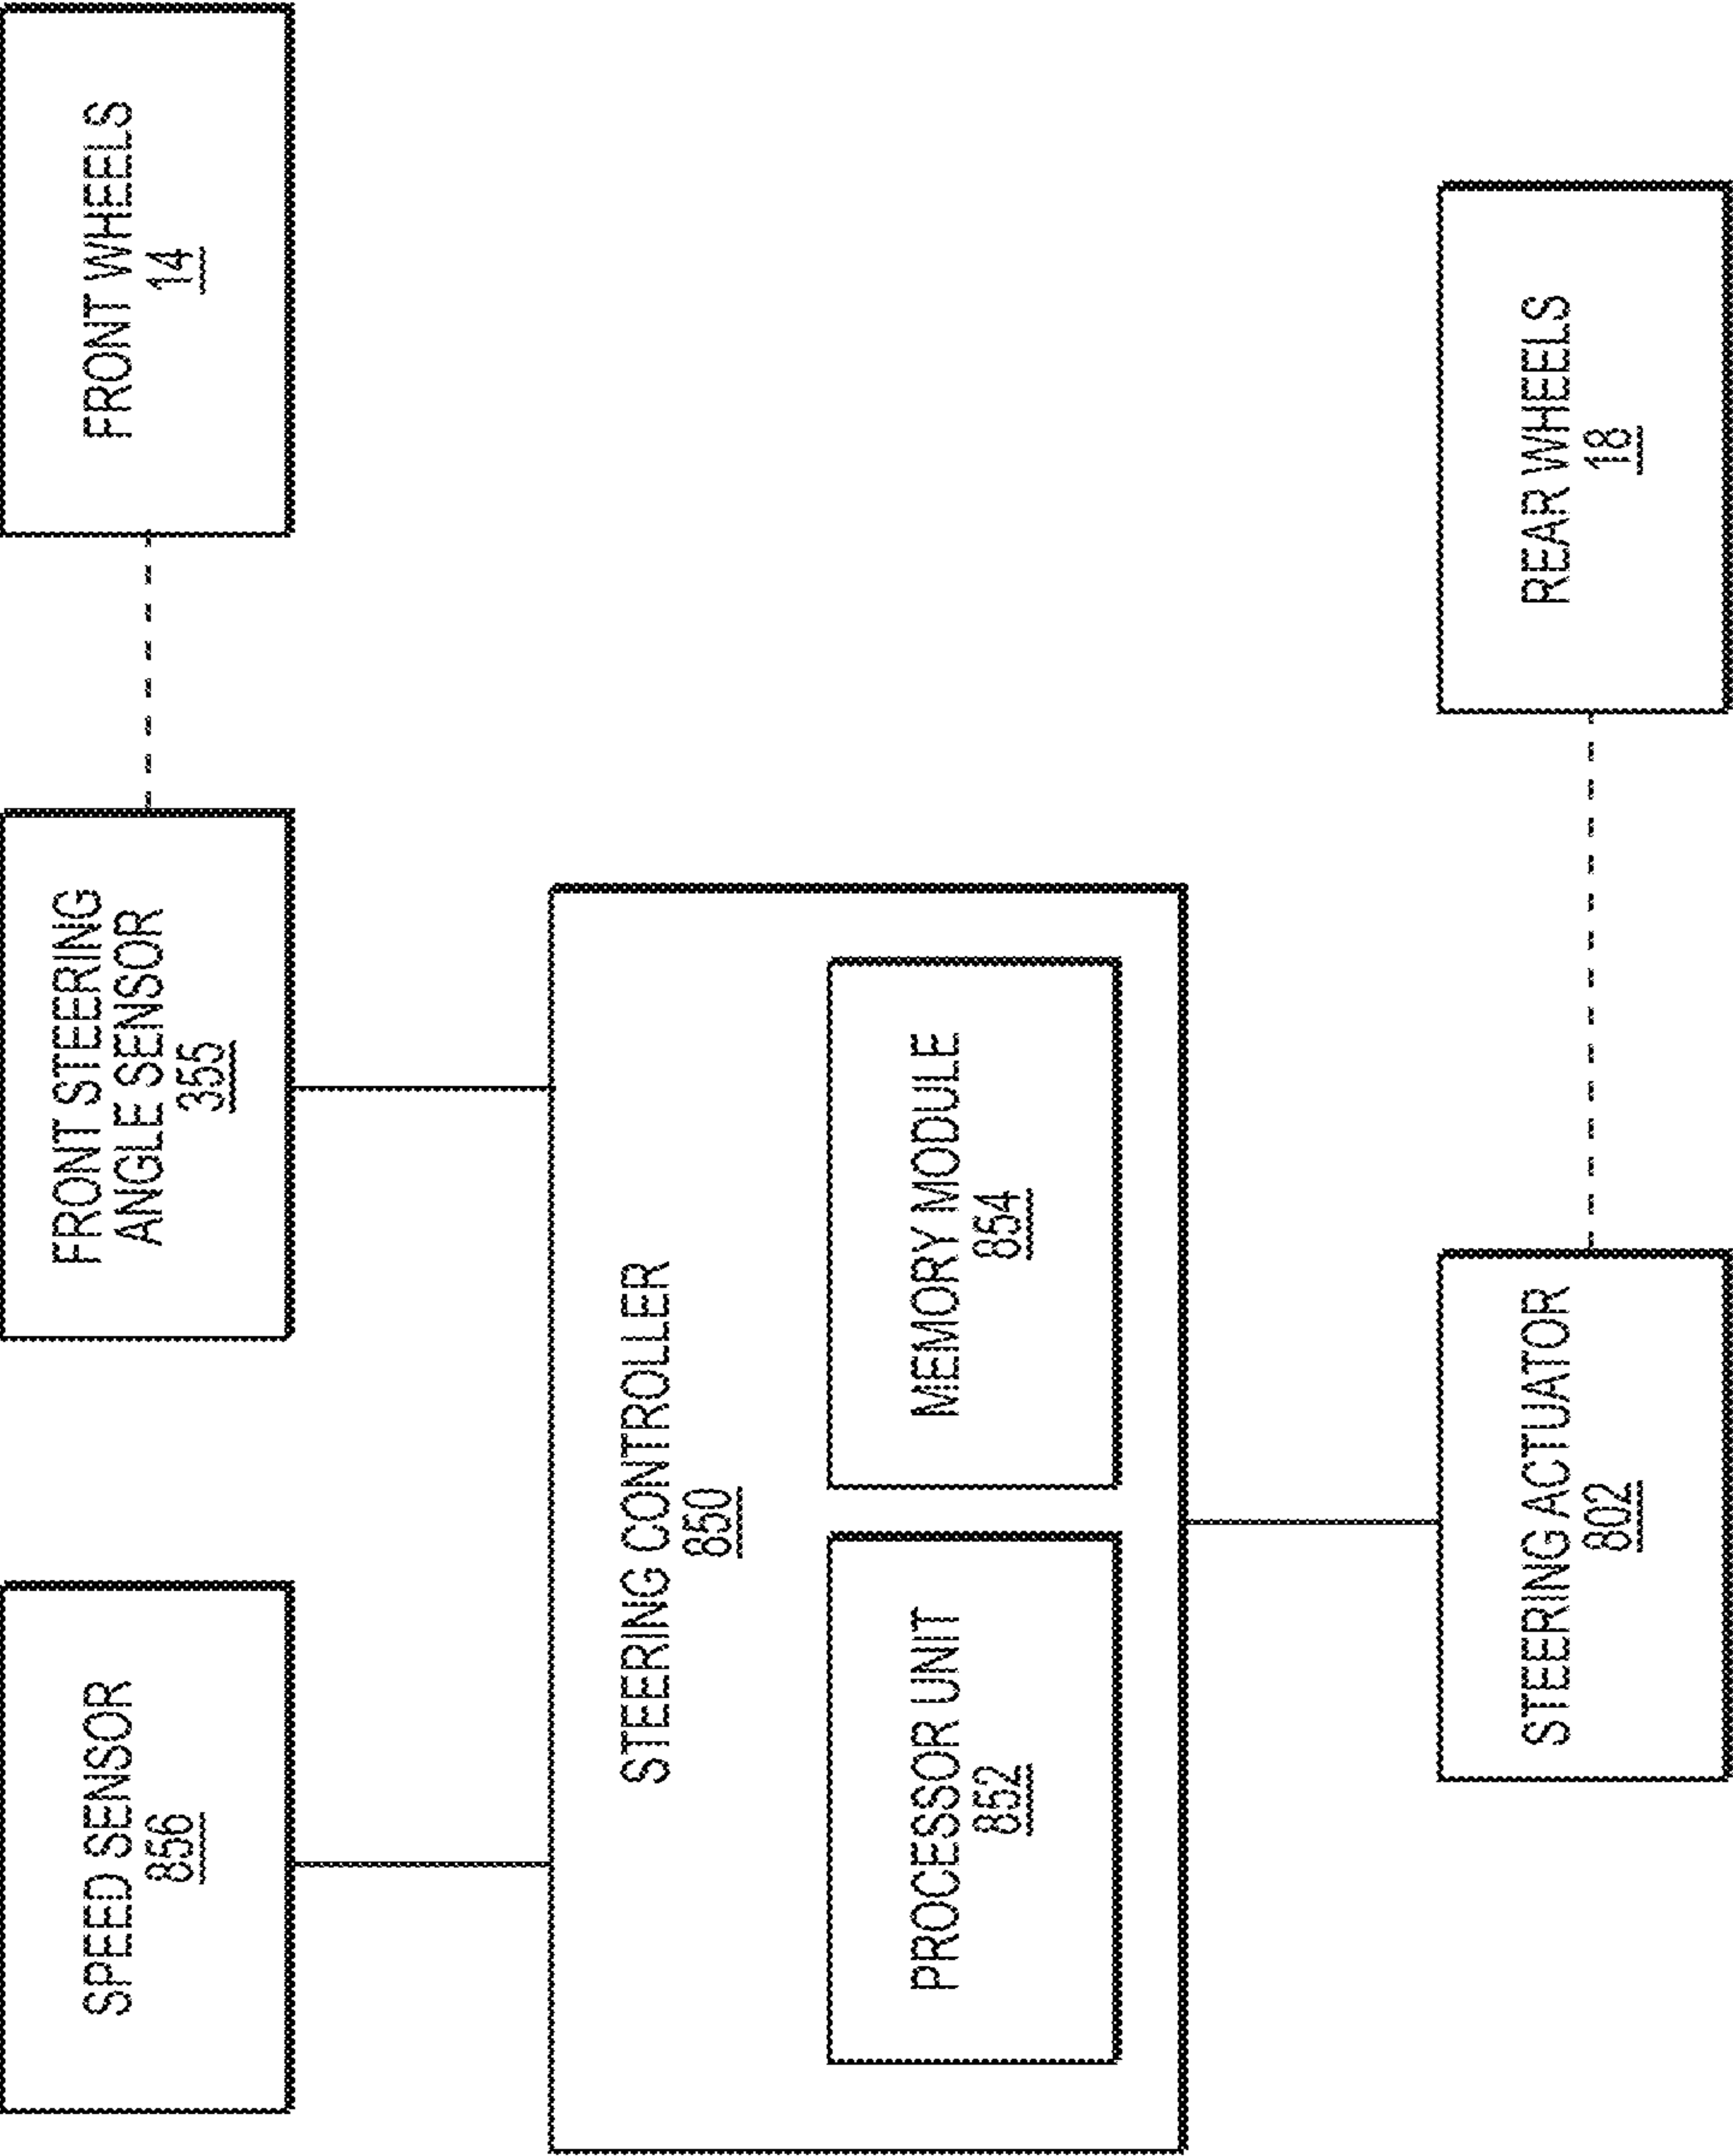 SPEED SENSOR
856
FRONT STEERING
ANGLE SENSOR
355
FRONT WHEELS
14
STEERING CONTROLLER
850
PROCESSOR UNIT
852
MEMORY MODULE
854
STEERING ACTUATOR
802
REAR WHEELS
18